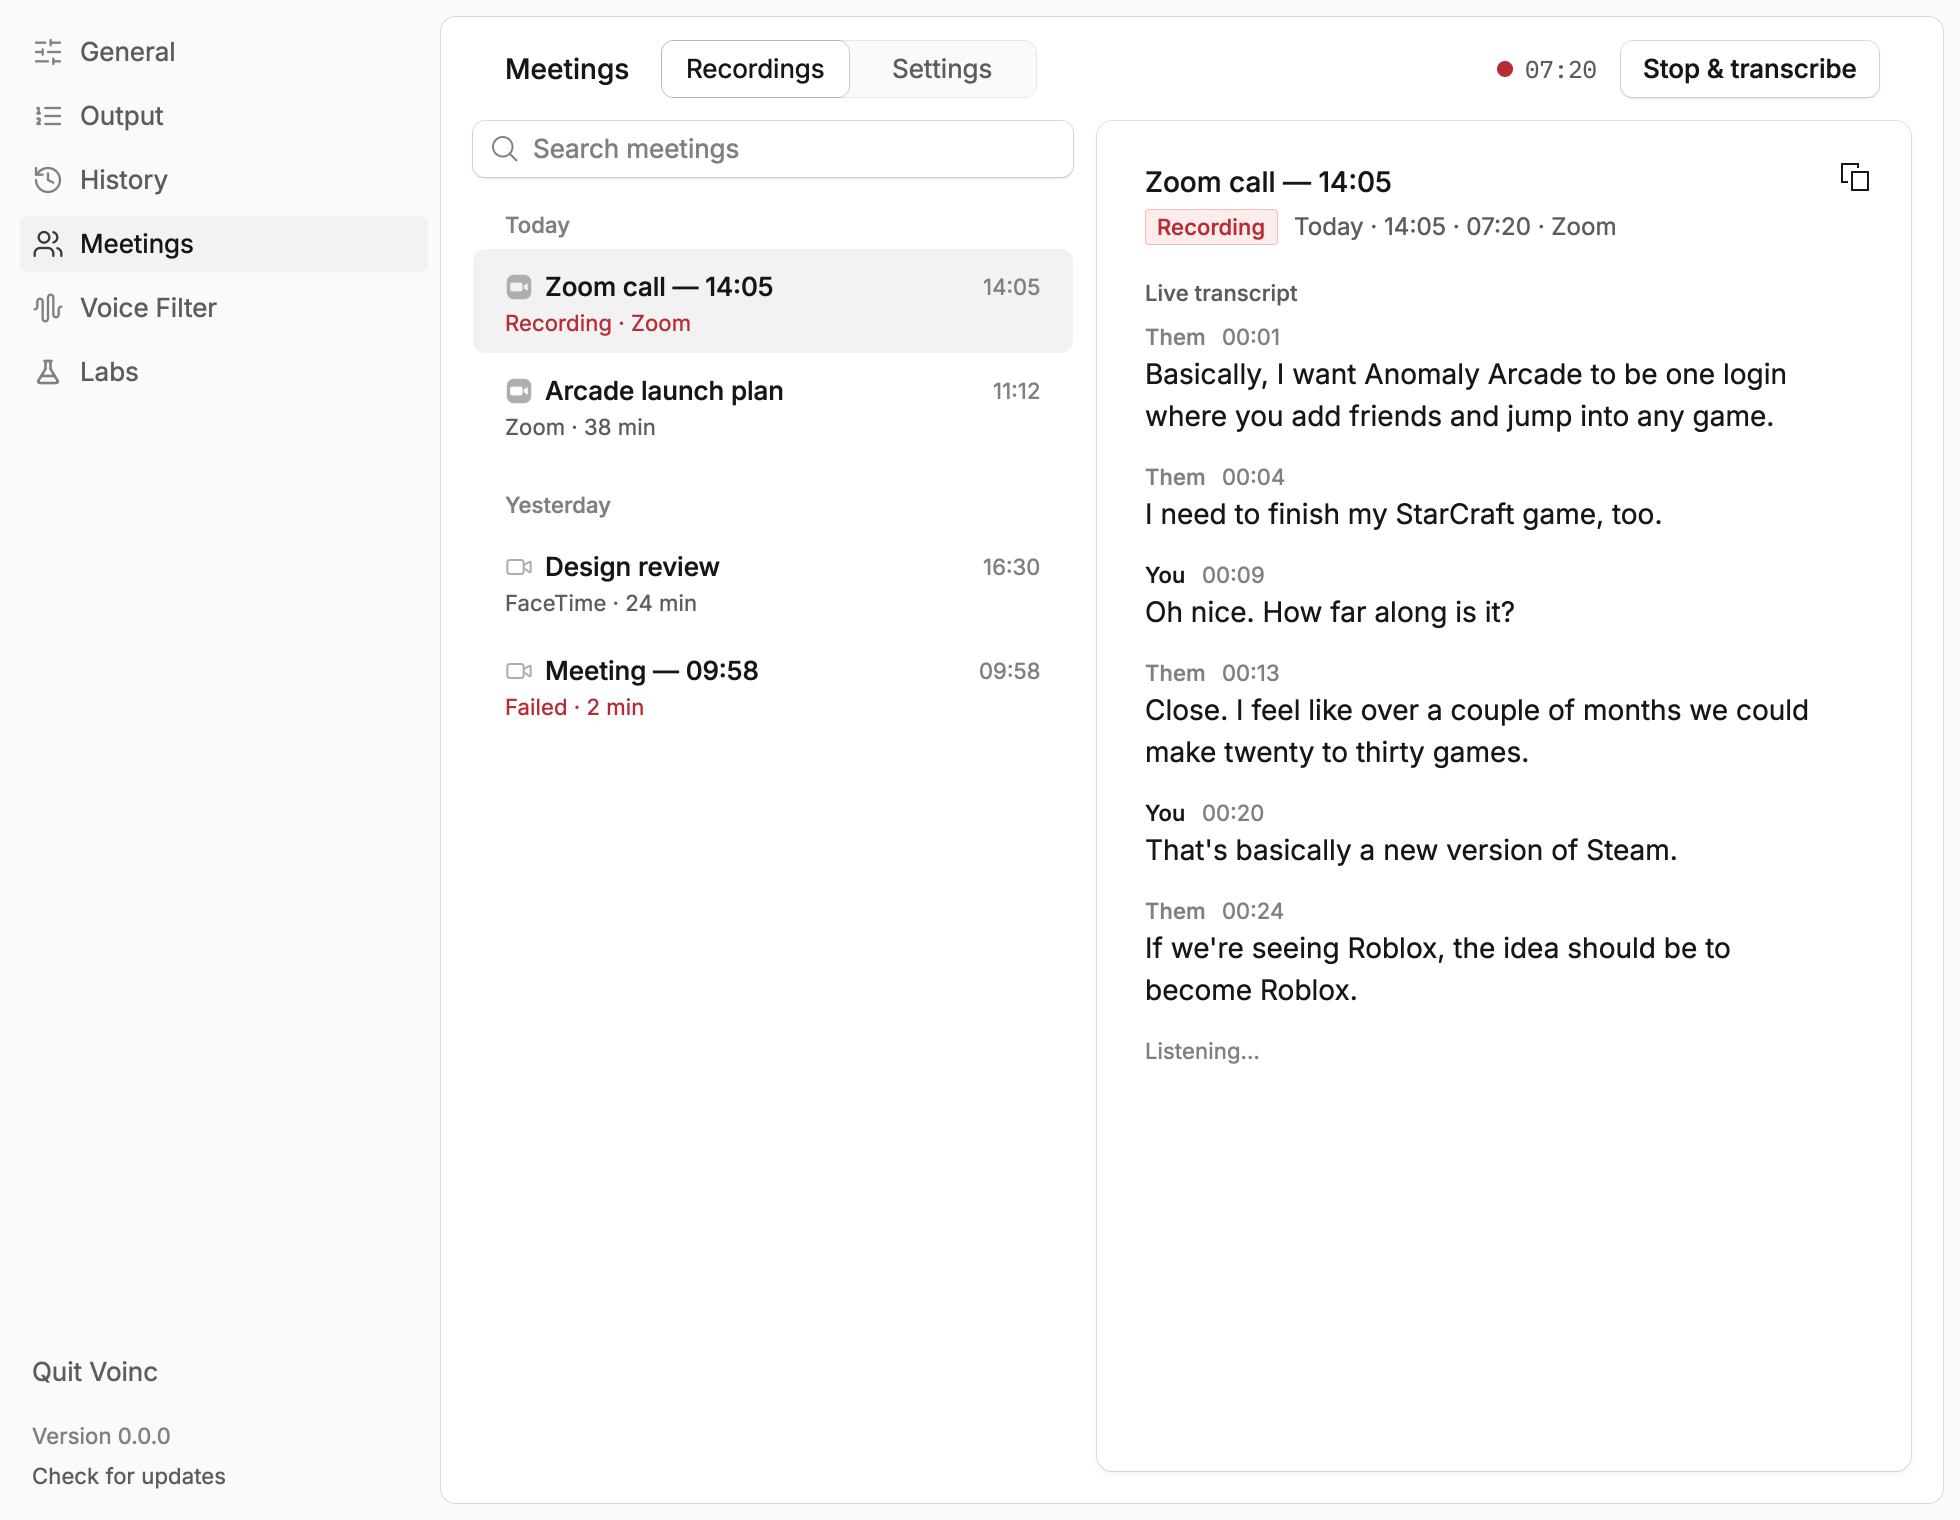 General
Output
History
Meetings
Voice Filter
Labs
Quit Voinc
Version 0.0.0
Check for updates
Meetings
Recordings
Settings
07:20
Stop & transcribe
Search meetings
Today
Zoom call — 14:05
14:05
Recording · Zoom
Arcade launch plan
11:12
Zoom · 38 min
Yesterday
Design review
16:30
FaceTime · 24 min
Meeting — 09:58
09:58
Failed · 2 min
Zoom call — 14:05
Recording Today · 14:05 · 07:20 · Zoom
Live transcript
Them 00:01
Basically, I want Anomaly Arcade to be one login
where you add friends and jump into any game.
Them 00:04
I need to finish my StarCraft game, too.
You 00:09
Oh nice. How far along is it?
Them 00:13
Close. I feel like over a couple of months we could
make twenty to thirty games.
You 00:20
That's basically a new version of Steam.
Them 00:24
If we're seeing Roblox, the idea should be to
become Roblox.
Listening...